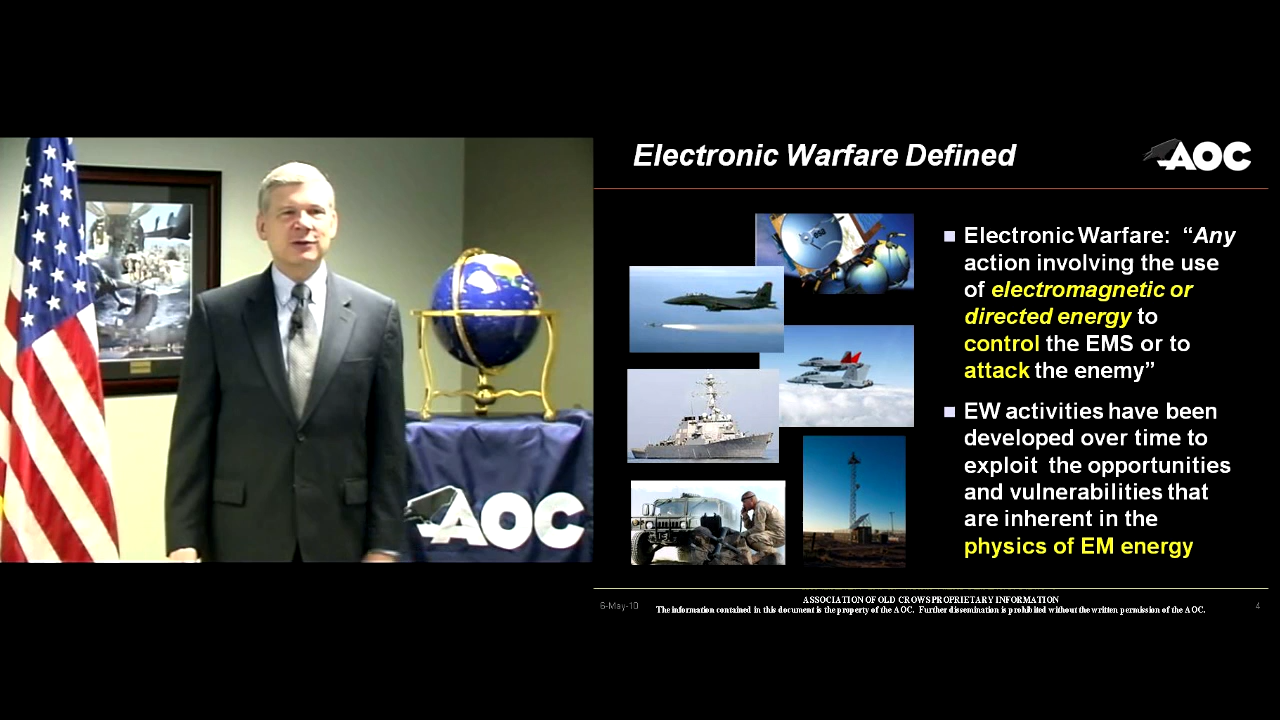 Electronic Warfare Defined
AOC
Electronic Warfare: “Any
action involving the use
of electromagnetic or
directed energy to
control the EMS or to
attack the enemy”
EW activities have been
developed over time to
exploit the opportunities
and vulnerabilities that
are inherent in the
physics of EM energy
AOC
6-May-10
ASSOCIATION OF OLD CROWS PROPRIETARY INFORMATION
The information contained in this document is the property of the AOC. Further dissemination is prohibited without the written permission of the AOC.
4